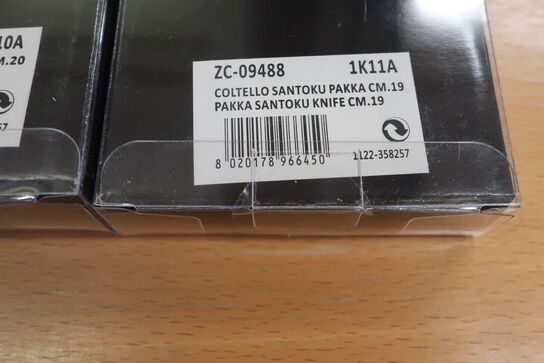 10A
M.20
ZC-09488 1K11A
COLTELLO SANTOKU PAKKA CM.19
PAKKA SANTOKU KNIFE CM.19
8 020178 966450
1122-358257